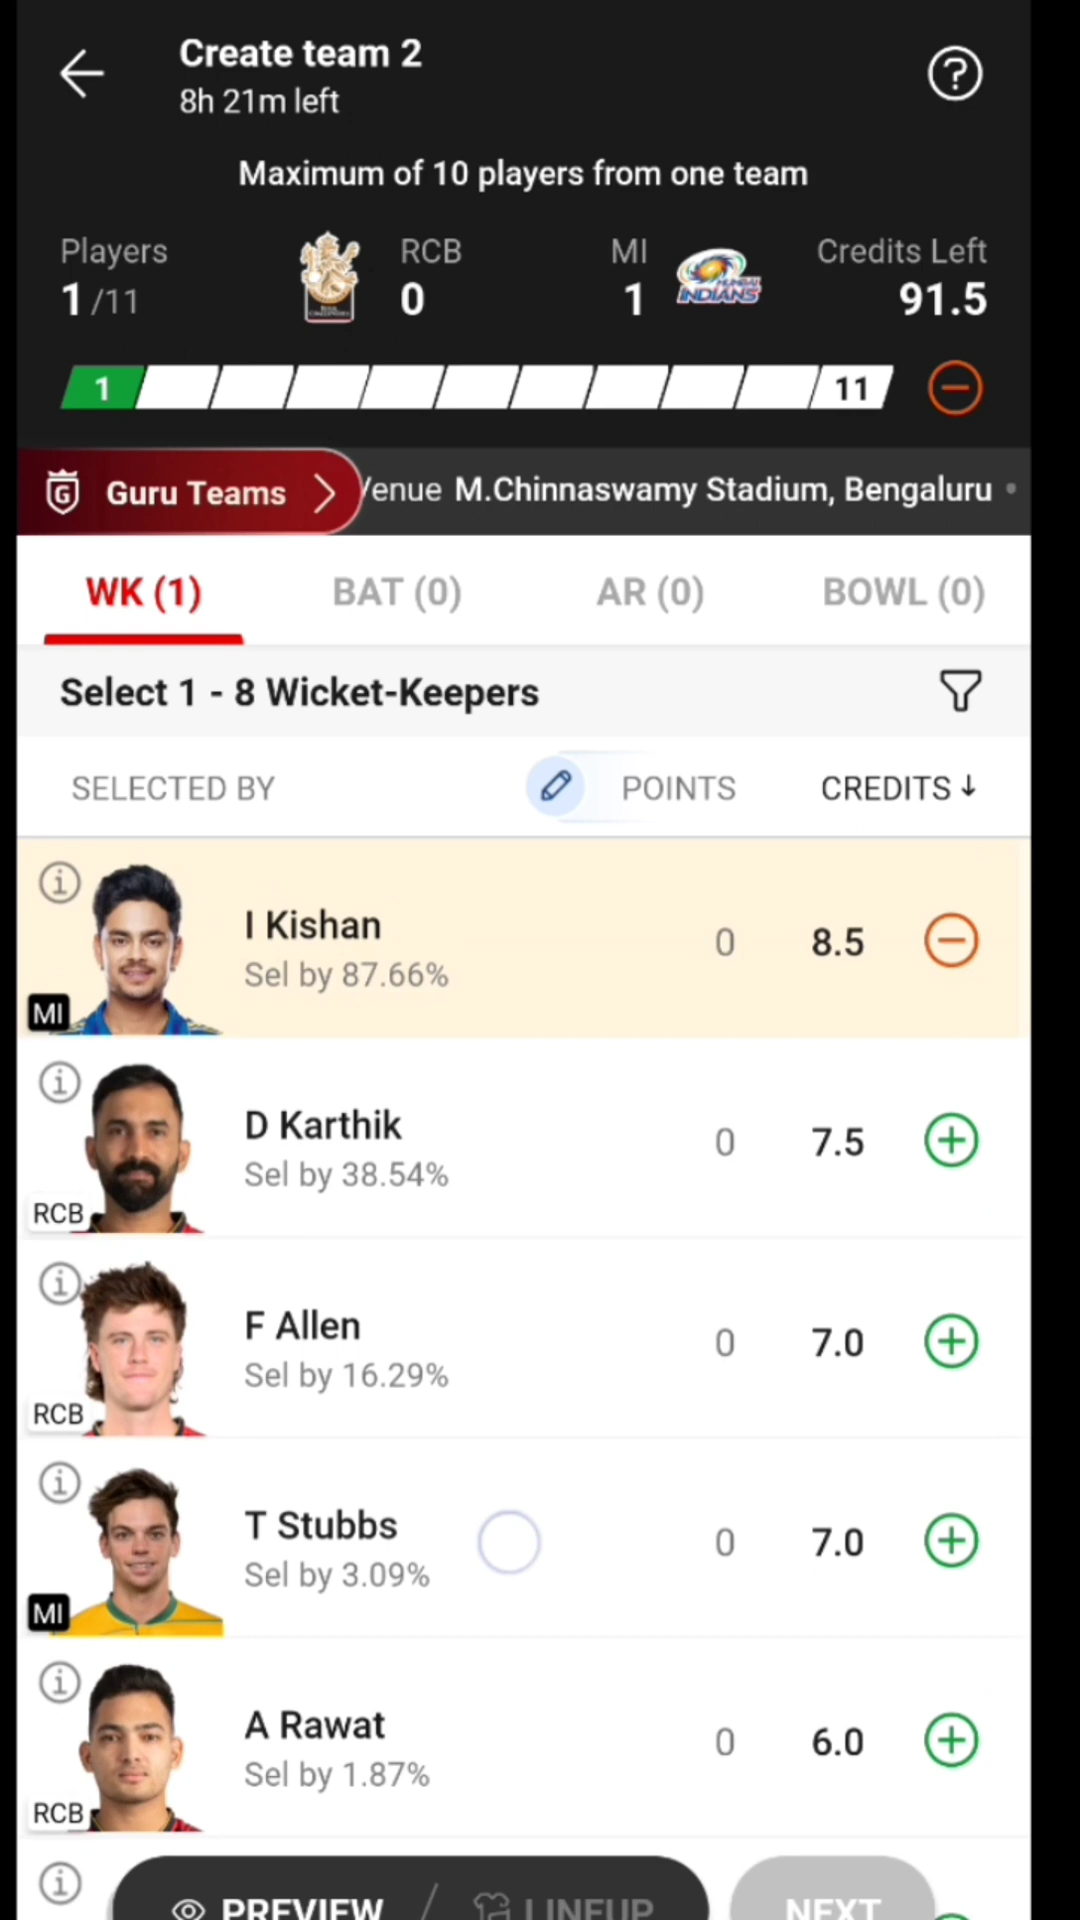 Create team 2
8h 21m left
Maximum of 10 players from one team
Players RCB MI Credits Left
1/11 0 1 91.5
INDIANS
1 11
G Guru Teams Venue M.Chinnaswamy Stadium, Bengaluru
WK (1) BAT (0) AR (0) BOWL (0)
Select 1 - 8 Wicket-Keepers
SELECTED BY POINTS CREDITS ↓
I Kishan 0 8.5
Sel by 87.66%
MI
D Karthik 0 7.5
Sel by 38.54%
RCB
F Allen 0 7.0
Sel by 16.29%
RCB
T Stubbs 0 7.0
Sel by 3.09%
MI
A Rawat 0 6.0
Sel by 1.87%
RCB
PREVIEW / LINEUP NEXT